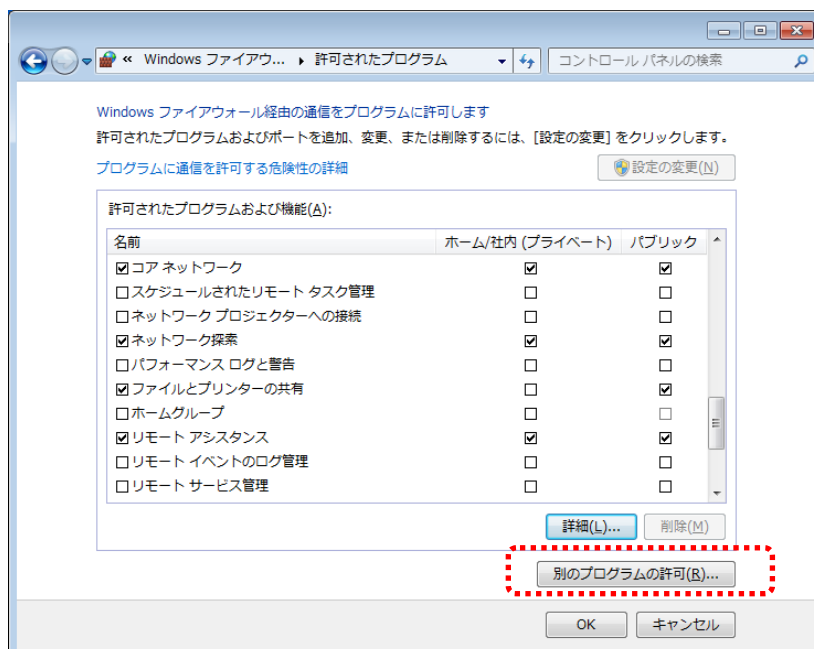 « Windows ファイアウ... ▸ 許可されたプログラム
コントロール パネルの検索
Windows ファイアウォール経由の通信をプログラムに許可します
許可されたプログラムおよびポートを追加、変更、または削除するには、[設定の変更] をクリックします。
プログラムに通信を許可する危険性の詳細
設定の変更(N)
許可されたプログラムおよび機能(A):
名前 ホーム/社内 (プライベート) パブリック
コア ネットワーク
スケジュールされたリモート タスク管理
ネットワーク プロジェクターへの接続
ネットワーク探索
パフォーマンス ログと警告
ファイルとプリンターの共有
ホームグループ
リモート アシスタンス
リモート イベントのログ管理
リモート サービス管理
詳細(L)... 削除(M)
別のプログラムの許可(R)...
OK キャンセル